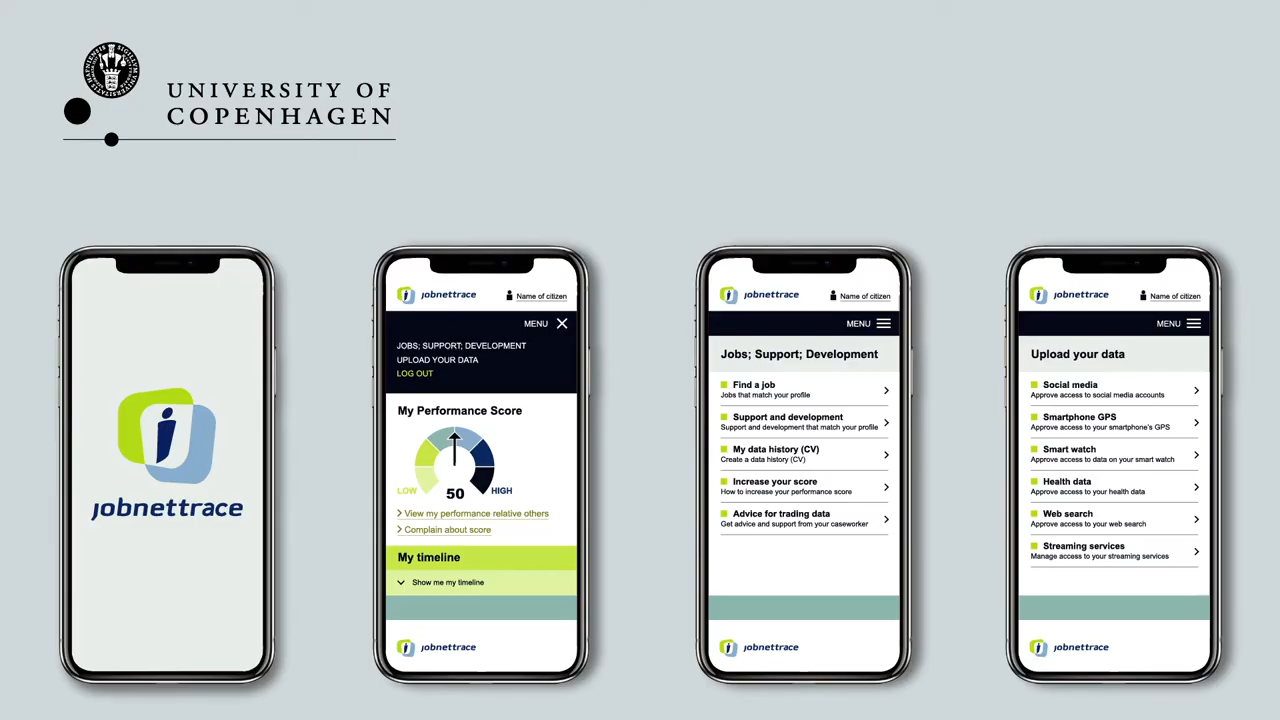 UNIVERSITY OF
COPENHAGEN
jobnettrace
jobnettrace
Name of citizen
MENU
JOBS; SUPPORT; DEVELOPMENT
UPLOAD YOUR DATA
LOG OUT
My Performance Score
LOW
50
HIGH
View my performance relative others
Complain about score
My timeline
Show me my timeline
jobnettrace
jobnettrace
Name of citizen
MENU
Jobs; Support; Development
Find a job
Jobs that match your profile
Support and development
Support and development that match your profile
My data history (CV)
Create a data history (CV)
Increase your score
How to increase your performance score
Advice for trading data
Get advice and support from your caseworker
jobnettrace
jobnettrace
Name of citizen
MENU
Upload your data
Social media
Approve access to social media accounts
Smartphone GPS
Approve access to your smartphone's GPS
Smart watch
Approve access to data on your smart watch
Health data
Approve access to your health data
Web search
Approve access to your web search
Streaming services
Manage access to your streaming services
jobnettrace